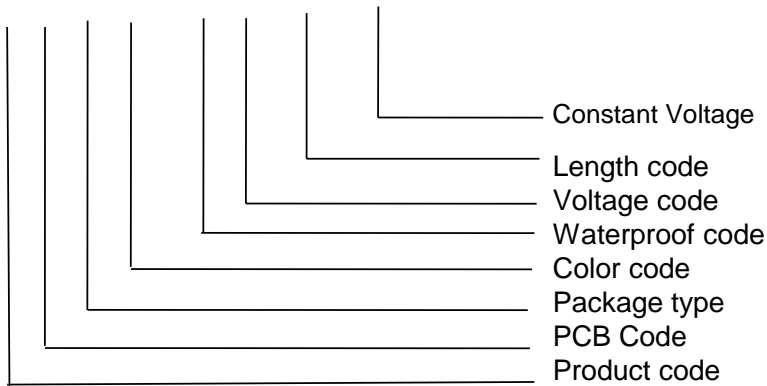 Constant Voltage
Length code
Voltage code
Waterproof code
Color code
Package type
PCB Code
Product code